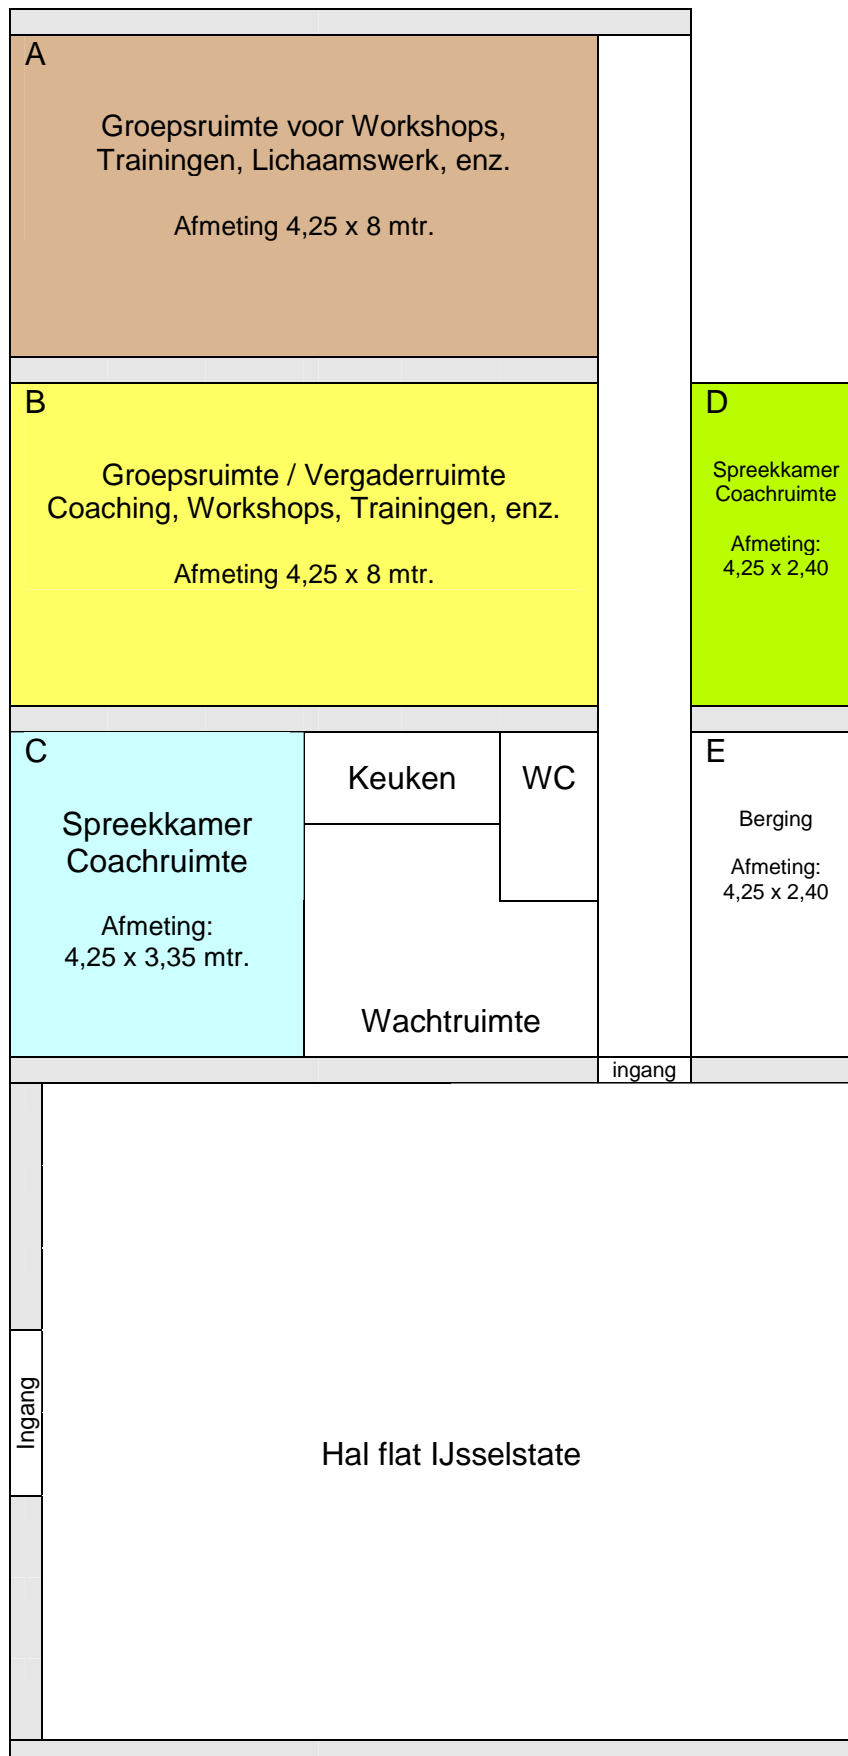 A
Groepsruimte voor Workshops,
Trainingen, Lichaamswerk, enz.
Afmeting 4,25 x 8 mtr.
B
Groepsruimte / Vergaderruimte
Coaching, Workshops, Trainingen, enz.
Afmeting 4,25 x 8 mtr.
D
Spreekkamer
Coachruimte
Afmeting:
4,25 x 2,40
C
Spreekkamer
Coachruimte
Afmeting:
4,25 x 3,35 mtr.
Keuken
WC
Wachtruimte
E
Berging
Afmeting:
4,25 x 2,40
ingang
Ingang
Hal flat IJsselstate